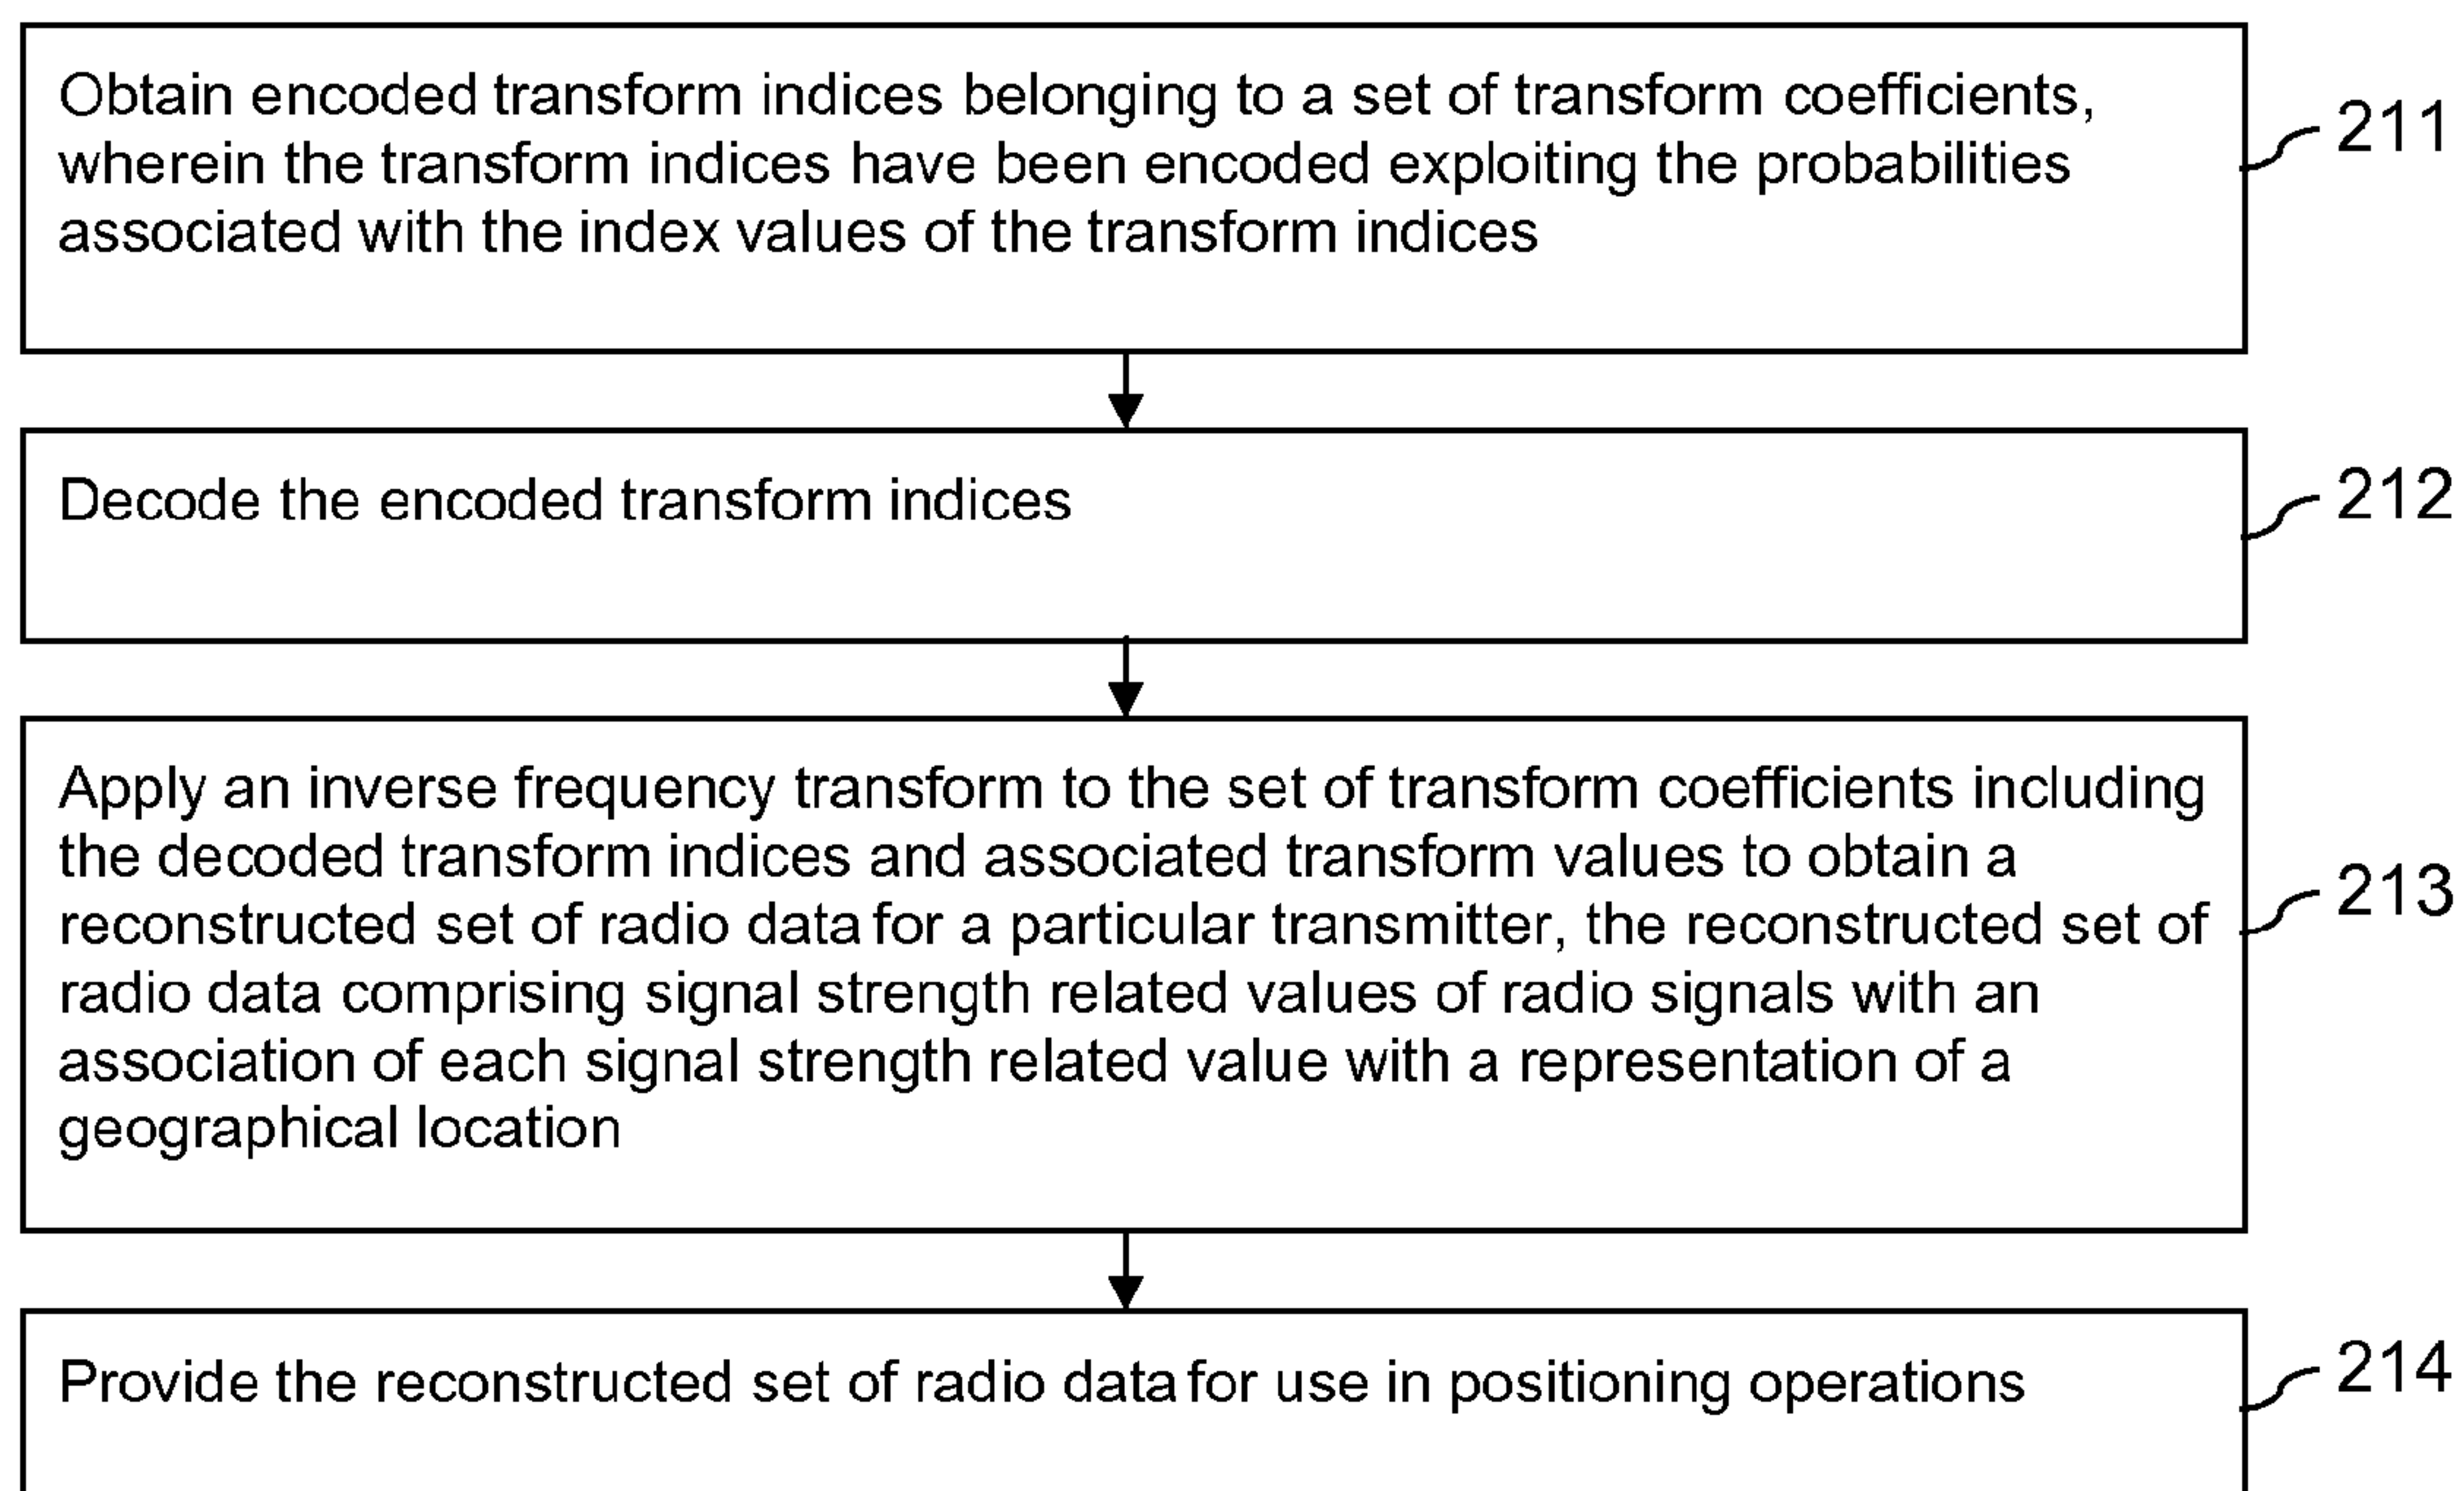 Obtain encoded transform indices belonging to a set of transform coefficients,
wherein the transform indices have been encoded exploiting the probabilities
associated with the index values of the transform indices
211
Decode the encoded transform indices
212
Apply an inverse frequency transform to the set of transform coefficients including
the decoded transform indices and associated transform values to obtain a
reconstructed set of radio data for a particular transmitter, the reconstructed set of
radio data comprising signal strength related values of radio signals with an
association of each signal strength related value with a representation of a
geographical location
213
Provide the reconstructed set of radio data for use in positioning operations
214